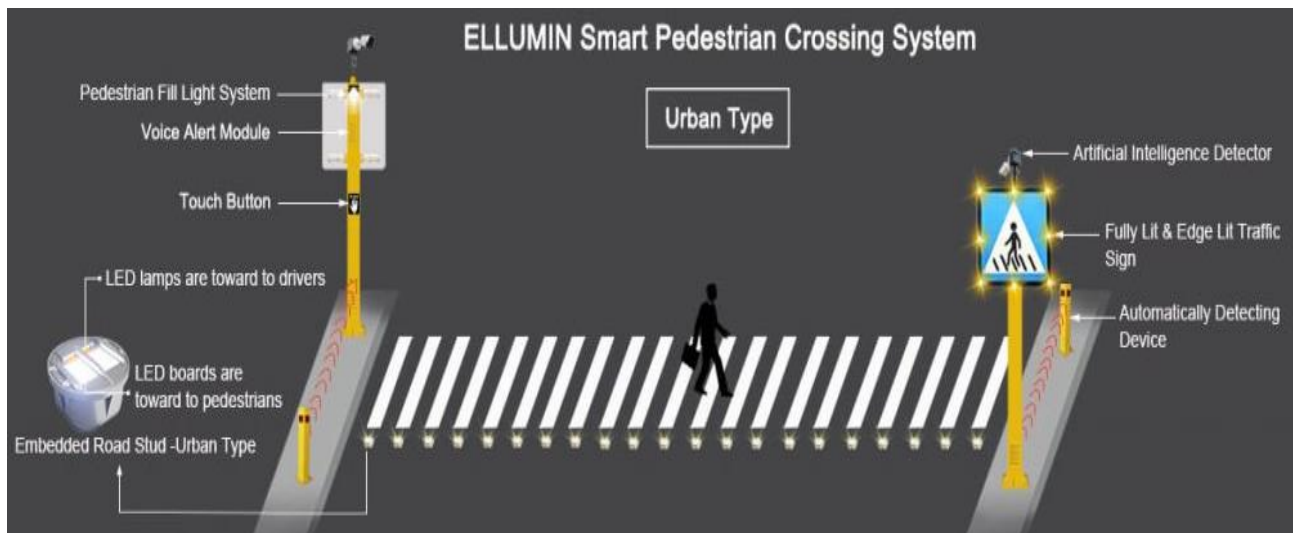 ELLUMIN Smart Pedestrian Crossing System
Urban Type
Pedestrian Fill Light System
Voice Alert Module
Touch Button
LED lamps are toward to drivers
LED boards are
toward to pedestrians
Embedded Road Stud -Urban Type
Artificial Intelligence Detector
Fully Lit & Edge Lit Traffic
Sign
Automatically Detecting
Device